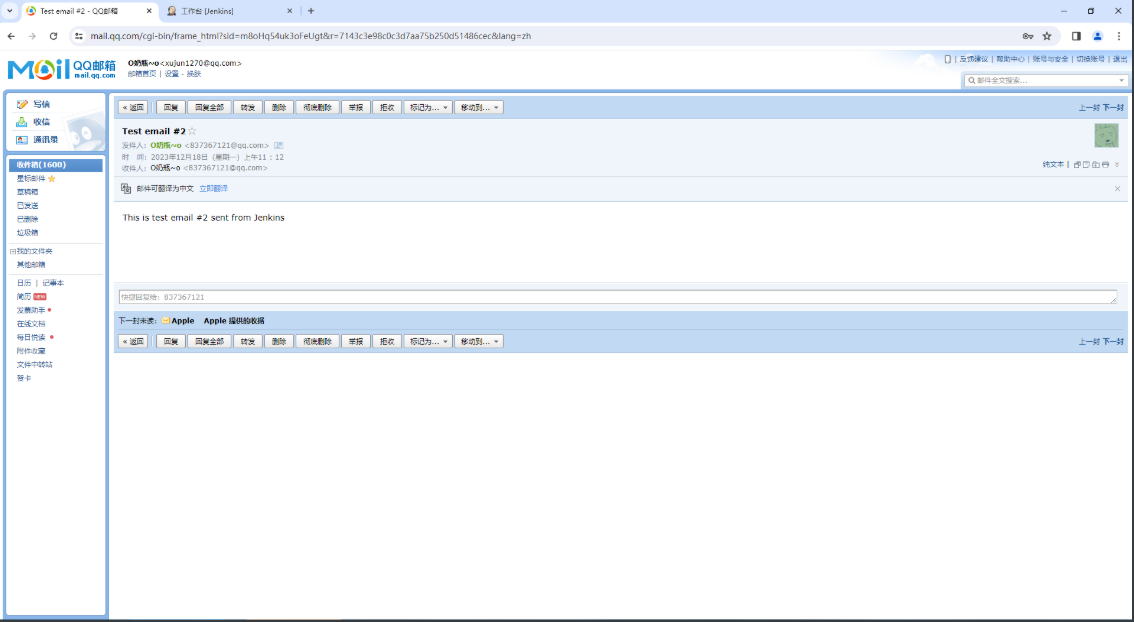 Test email #2 - QQ邮箱
工作台 [Jenkins]
mail.qq.com/cgi-bin/frame_html?sid=m8oHq54uk3oFeUgt&r=7143c3e98c0c3d7aa75b250d51486cec&lang=zh
Mail QQ邮箱
mail.qq.com
O奶瓶~o<xujun1270@qq.com>
邮箱首页 | 设置 - 换肤
反馈建议 | 帮助中心 | 账号与安全 | 切换账号 | 退出
邮件全文搜索...
写信
收信
通讯录
收件箱(1600)
星标邮件
草稿箱
已发送
已删除
垃圾箱
我的文件夹
其他邮箱
日历 | 记事本
简历 NEW
发票助手
在线文档
每日悦读
附件收藏
文件中转站
贺卡
« 返回 回复 回复全部 转发 删除 彻底删除 举报 拒收 标记为... 移动到...
上一封 下一封
Test email #2
发件人: O奶瓶~o <837367121@qq.com>
时 间: 2023年12月18日 (星期一) 上午11:12
收件人: O奶瓶~o <837367121@qq.com>
纯文本 |
邮件可翻译为中文 立即翻译
This is test email #2 sent from Jenkins
快捷回复给: 837367121
下一封未读: Apple Apple 提供的收据
« 返回 回复 回复全部 转发 删除 彻底删除 举报 拒收 标记为... 移动到...
上一封 下一封